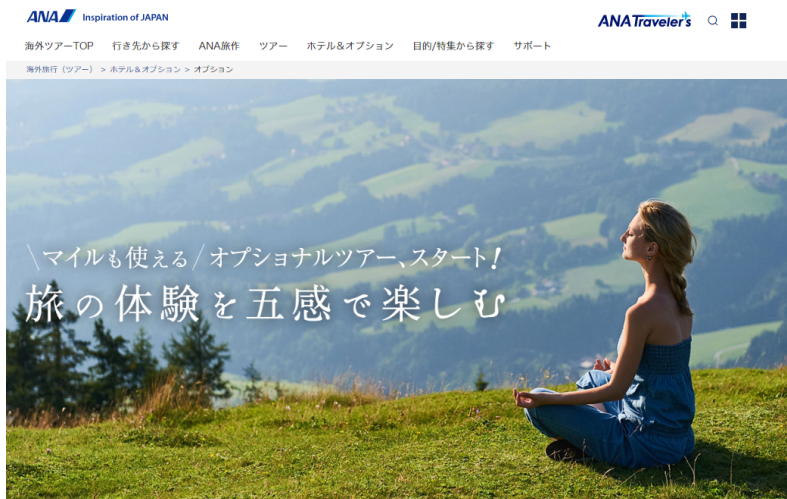 ANA Inspiration of JAPAN
ANA Traveler's
海外ツアーTOP 行き先から探す ANA旅作 ツアー ホテル＆オプション 目的/特集から探す サポート
海外旅行（ツアー） > ホテル＆オプション > オプション
\マイルも使える/オプショナルツアー、スタート!
旅の体験を五感で楽しむ